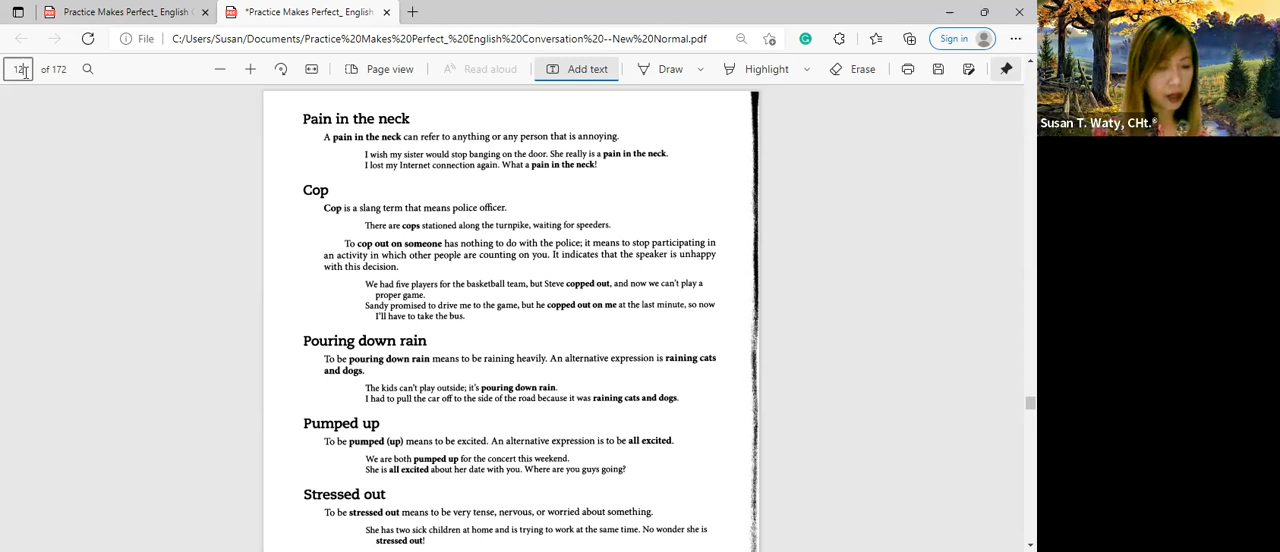 Practice Makes Perfect_ English C
*Practice Makes Perfect_ English
File
C:/Users/Susan/Documents/Practice%20Makes%20Perfect_%20English%20Conversation%20--New%20Normal.pdf
Sign in
of 172
Page view
Read aloud
Add text
Draw
Highlight
Erase
Susan T. Waty, CHt.®
Pain in the neck
A pain in the neck can refer to anything or any person that is annoying.
I wish my sister would stop banging on the door. She really is a pain in the neck.
I lost my Internet connection again. What a pain in the neck!
Cop
Cop is a slang term that means police officer.
There are cops stationed along the turnpike, waiting for speeders.
To cop out on someone has nothing to do with the police; it means to stop participating in
an activity in which other people are counting on you. It indicates that the speaker is unhappy
with this decision.
We had five players for the basketball team, but Steve copped out, and now we can't play a
proper game.
Sandy promised to drive me to the game, but he copped out on me at the last minute, so now
I'll have to take the bus.
Pouring down rain
To be pouring down rain means to be raining heavily. An alternative expression is raining cats
and dogs.
The kids can't play outside; it's pouring down rain.
I had to pull the car off to the side of the road because it was raining cats and dogs.
Pumped up
To be pumped (up) means to be excited. An alternative expression is to be all excited.
We are both pumped up for the concert this weekend.
She is all excited about her date with you. Where are you guys going?
Stressed out
To be stressed out means to be very tense, nervous, or worried about something.
She has two sick children at home and is trying to work at the same time. No wonder she is
stressed out!